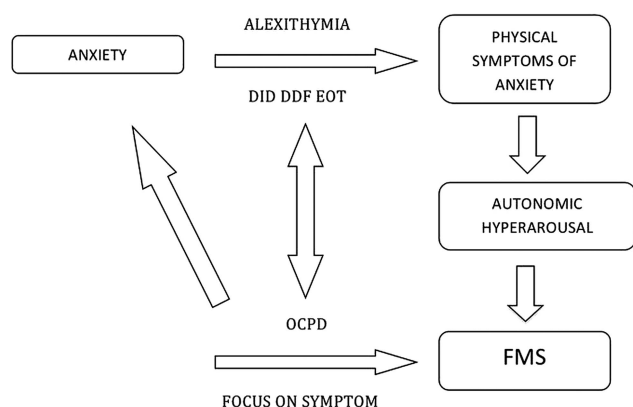 ALEXITHYMIA
ANXIETY
DID DDF EOT
PHYSICAL
SYMPTOMS OF
ANXIETY
AUTONOMIC
HYPERAROUSAL
OCPD
FOCUS ON SYMPTOM
FMS